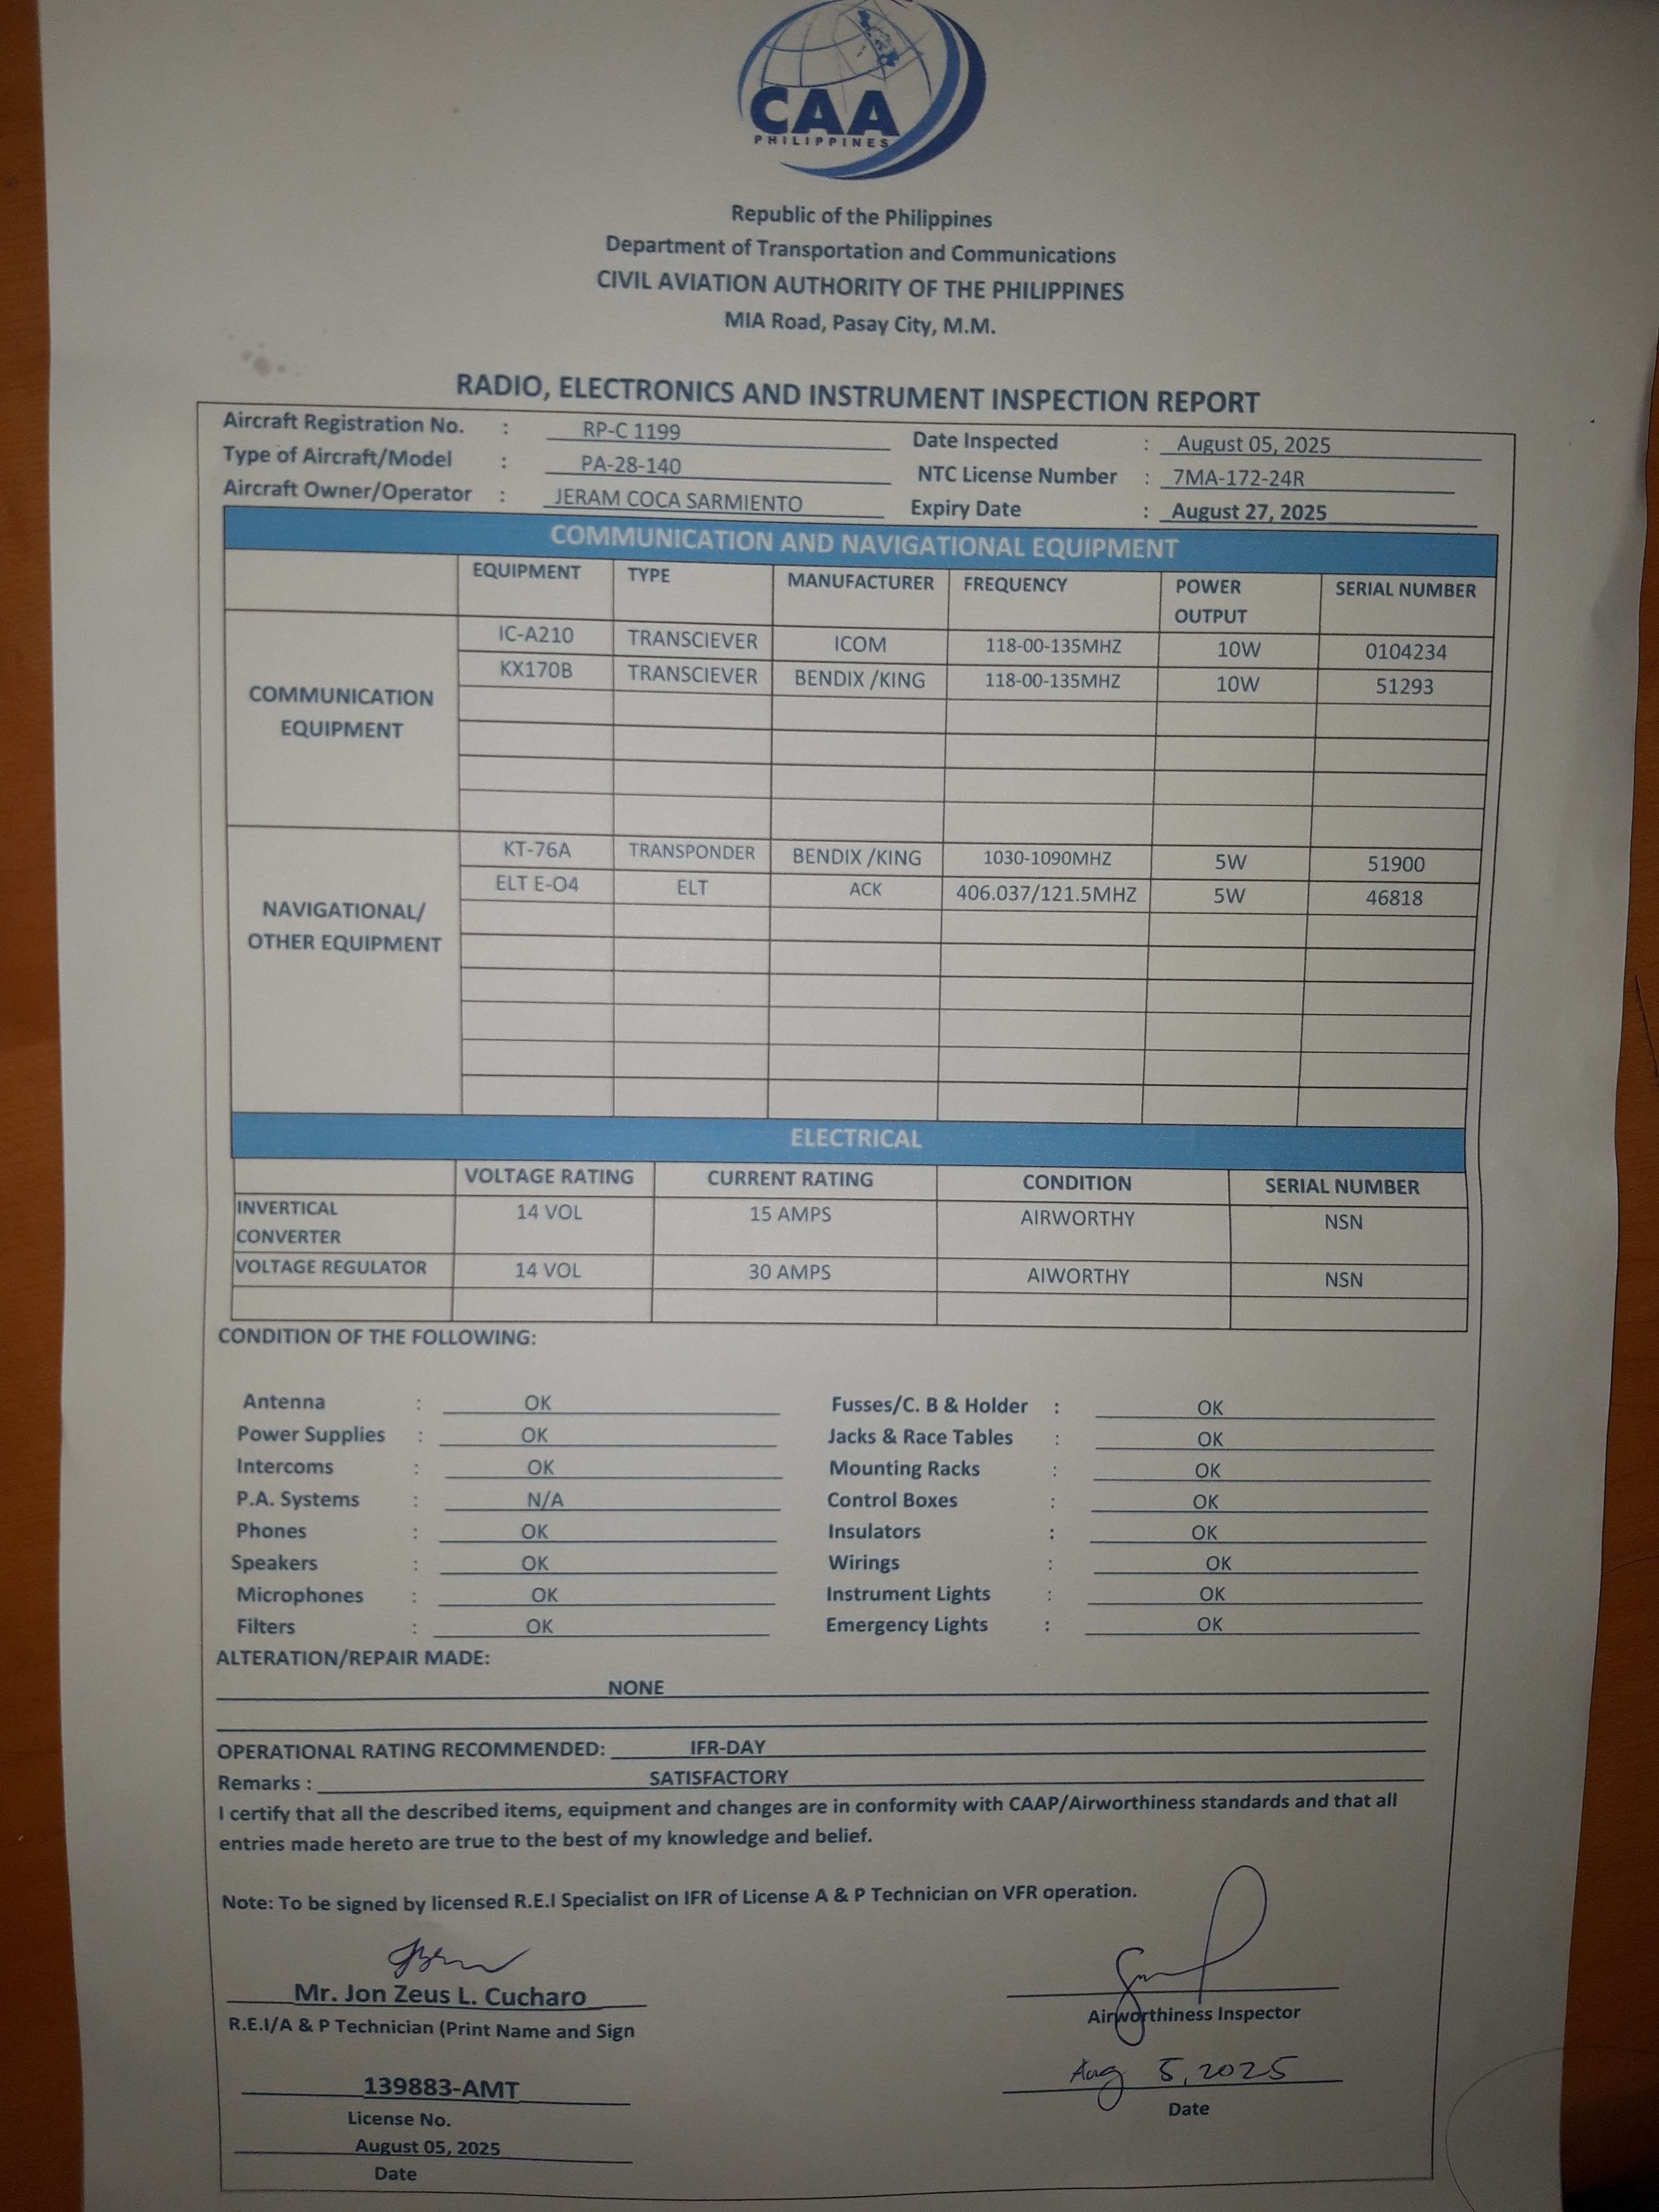 CAA
PHILIPPINES
Republic of the Philippines
Department of Transportation and Communications
CIVIL AVIATION AUTHORITY OF THE PHILIPPINES
MIA Road, Pasay City, M.M.
RADIO, ELECTRONICS AND INSTRUMENT INSPECTION REPORT
Aircraft Registration No. : RP-C 1199 Date Inspected : August 05, 2025
Type of Aircraft/Model : PA-28-140 NTC License Number : 7MA-172-24R
Aircraft Owner/Operator : JERAM COCA SARMIENTO Expiry Date : August 27, 2025
COMMUNICATION AND NAVIGATIONAL EQUIPMENT
EQUIPMENT TYPE MANUFACTURER FREQUENCY POWER OUTPUT SERIAL NUMBER
COMMUNICATION EQUIPMENT
IC-A210 TRANSCIEVER ICOM 118-00-135MHZ 10W 0104234
KX170B TRANSCIEVER BENDIX /KING 118-00-135MHZ 10W 51293
NAVIGATIONAL/ OTHER EQUIPMENT
KT-76A TRANSPONDER BENDIX /KING 1030-1090MHZ 5W 51900
ELT E-O4 ELT ACK 406.037/121.5MHZ 5W 46818
ELECTRICAL
VOLTAGE RATING CURRENT RATING CONDITION SERIAL NUMBER
INVERTICAL CONVERTER 14 VOL 15 AMPS AIRWORTHY NSN
VOLTAGE REGULATOR 14 VOL 30 AMPS AIWORTHY NSN
CONDITION OF THE FOLLOWING:
Antenna : OK Fusses/C. B & Holder : OK
Power Supplies : OK Jacks & Race Tables : OK
Intercoms : OK Mounting Racks : OK
P.A. Systems : N/A Control Boxes : OK
Phones : OK Insulators : OK
Speakers : OK Wirings : OK
Microphones : OK Instrument Lights : OK
Filters : OK Emergency Lights : OK
ALTERATION/REPAIR MADE:
NONE
OPERATIONAL RATING RECOMMENDED: IFR-DAY
Remarks : SATISFACTORY
I certify that all the described items, equipment and changes are in conformity with CAAP/Airworthiness standards and that all
entries made hereto are true to the best of my knowledge and belief.
Note: To be signed by licensed R.E.I Specialist on IFR of License A & P Technician on VFR operation.
Mr. Jon Zeus L. Cucharo
R.E.I/A & P Technician (Print Name and Sign
Airworthiness Inspector
139883-AMT
Aug 5, 2025
License No.
Date
August 05, 2025
Date